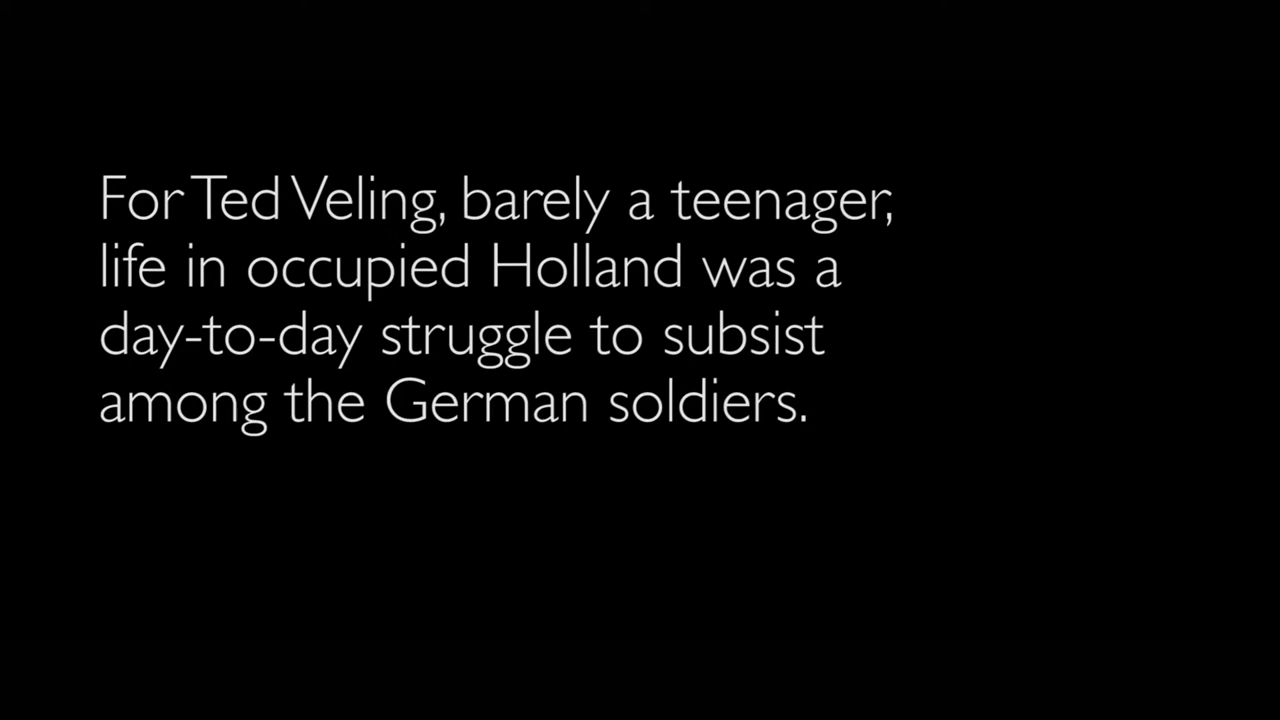 For Ted Veling, barely a teenager,
life in occupied Holland was a
day-to-day struggle to subsist
among the German soldiers.